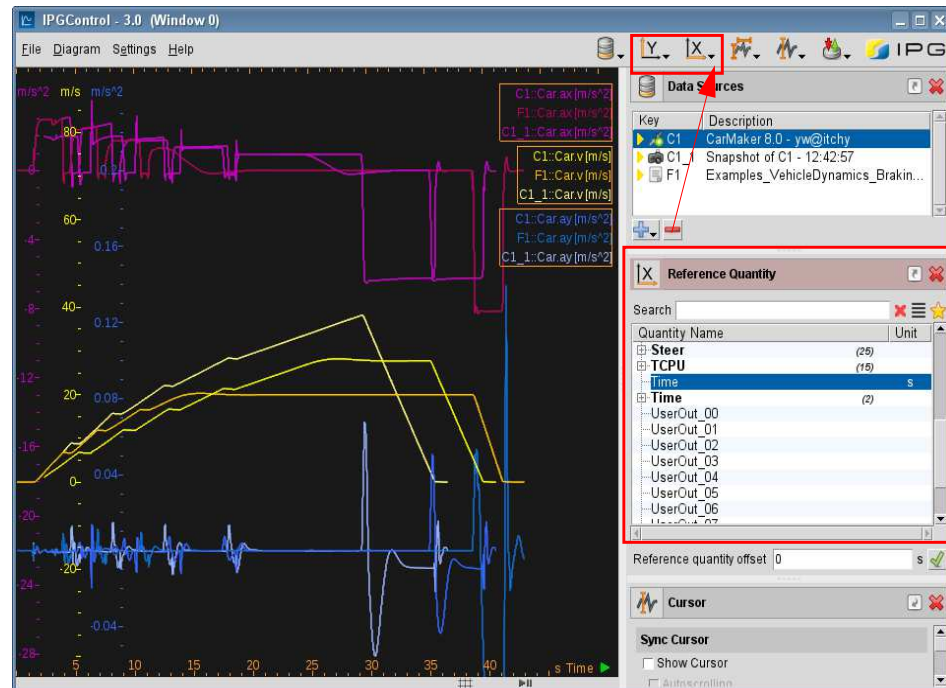 IPGControl - 3.0 (Window 0)
File Diagram Settings Help
Y X IPG
m/s^2 m/s m/s^2
C1::Car.ax [m/s^2]
F1::Car.ax [m/s^2]
C1_1::Car.ax [m/s^2]
C1::Car.v [m/s]
F1::Car.v [m/s]
C1_1::Car.v [m/s]
C1::Car.ay [m/s^2]
F1::Car.ay [m/s^2]
C1_1::Car.ay [m/s^2]
80-
-0-
0.2-
60-
0.16-
-4-
-8-
40-
0.12-
-12-
20-
0.08-
-16-
0-
0.04-
-20-
-20-
-24-
-0.04-
-28-
5 10 15 20 25 30 35 40 s Time
Data Sources
Key Description
C1 CarMaker 8.0 - yw@itchy
C1_1 Snapshot of C1 - 12:42:57
F1 Examples_VehicleDynamics_Brakin...
X Reference Quantity
Search
Quantity Name Unit
Steer (25)
TCPU (15)
Time s
Time (2)
UserOut_00
UserOut_01
UserOut_02
UserOut_03
UserOut_04
UserOut_05
UserOut_06
UserOut_07
Reference quantity offset 0 s
Cursor
Sync Cursor
Show Cursor
Autoscrolling